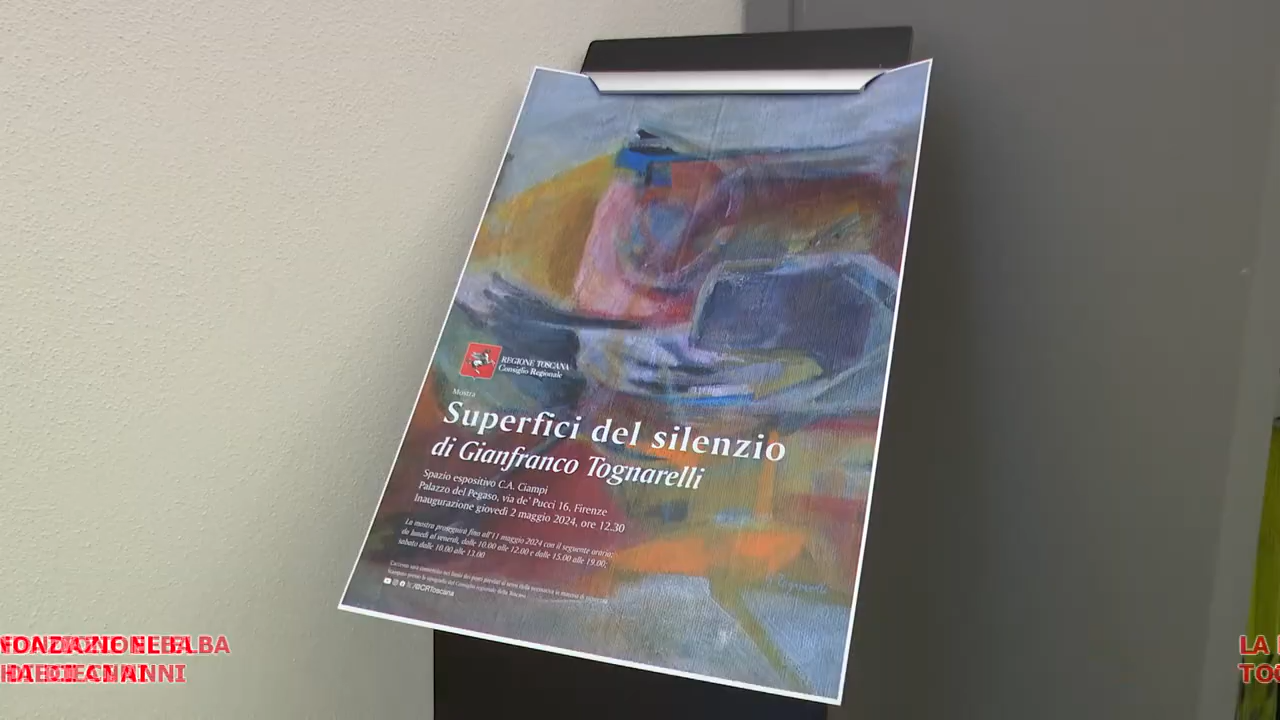 REGIONE TOSCANA
Consiglio Regionale
Mostra
Superfici del silenzio
di Gianfranco Tognarelli
Spazio espositivo C.A. Ciampi
Palazzo del Pegaso, via de' Pucci 16, Firenze
Inaugurazione giovedì 2 maggio 2024, ore 12.30
La mostra proseguirà fino all'11 maggio 2024 con il seguente orario:
da lunedì al venerdì, dalle 10.00 alle 12.00 e dalle 15.00 alle 19.00;
sabato dalle 10.00 alle 13.00
LA